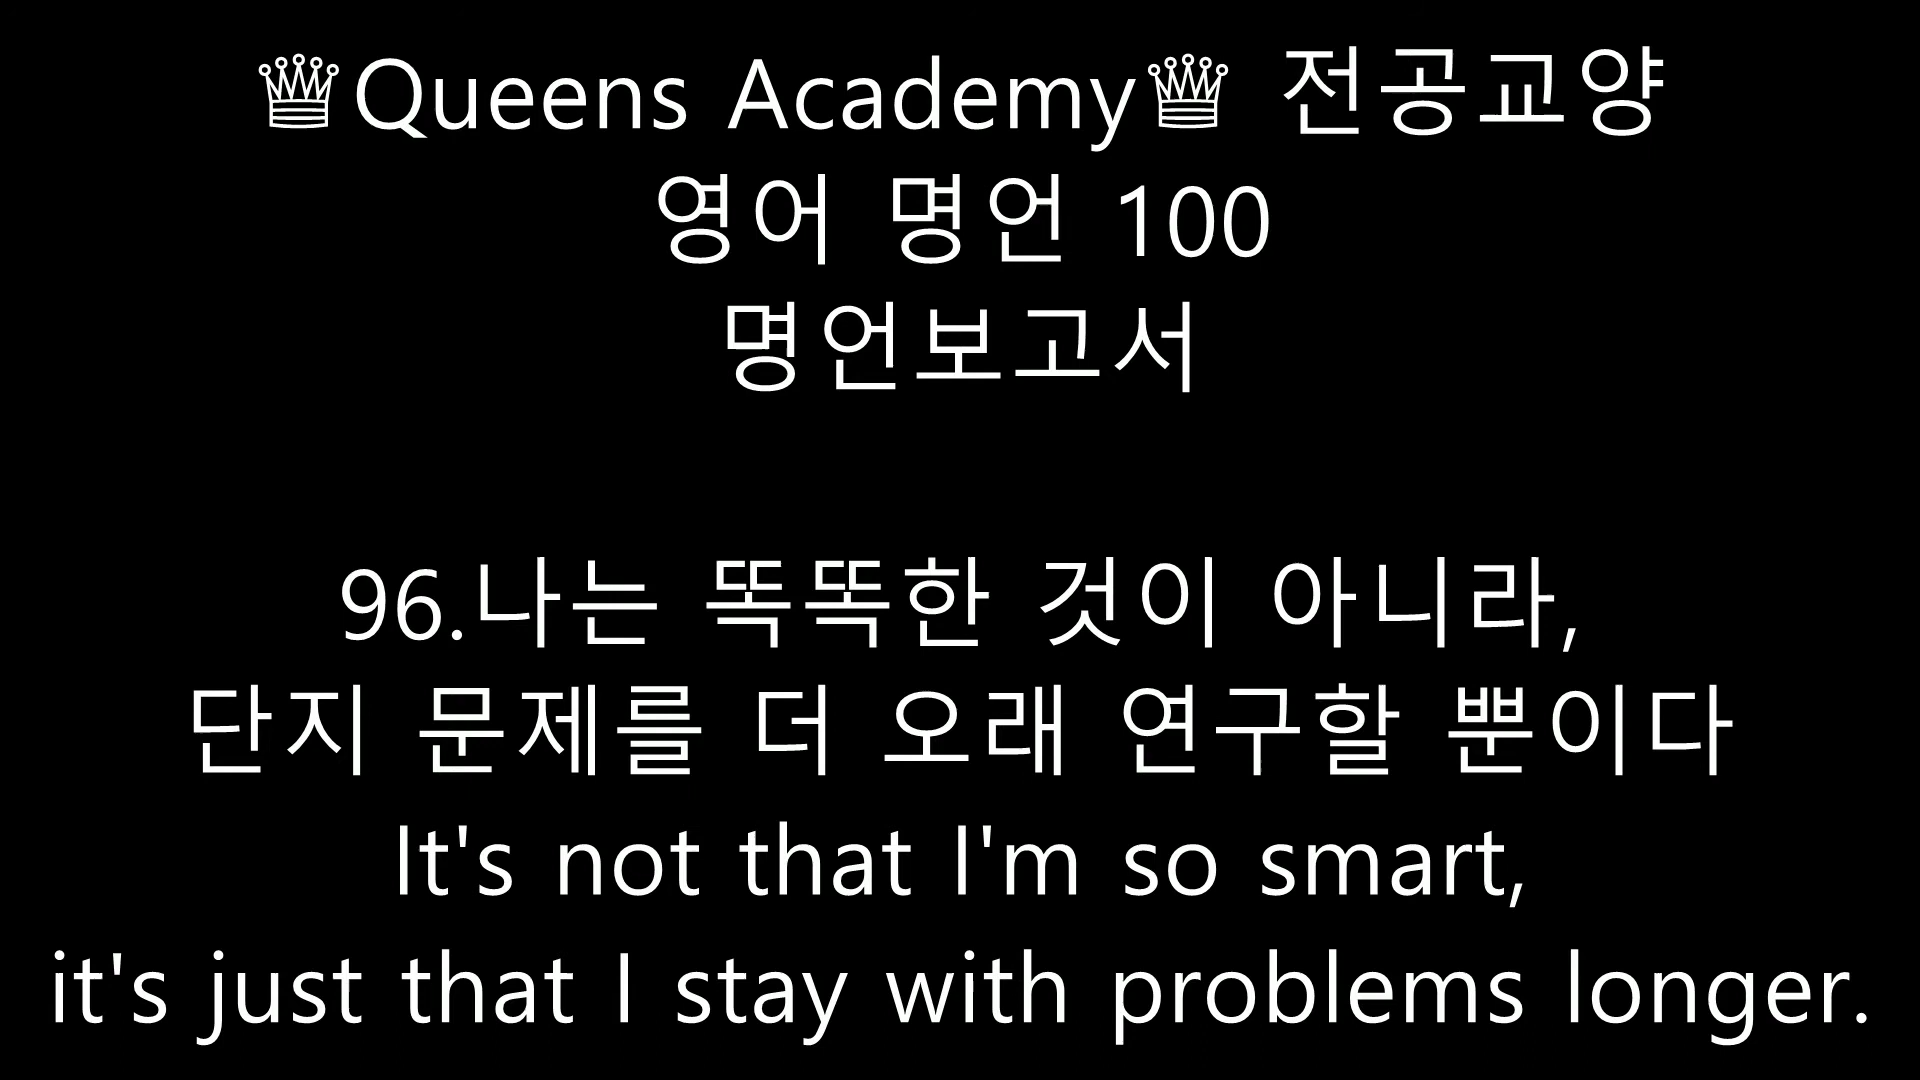 ♕Queens Academy♕ 전공교양
영어 명언 100
명언보고서
96.나는 똑똑한 것이 아니라,
단지 문제를 더 오래 연구할 뿐이다
It's not that I'm so smart,
it's just that I stay with problems longer.